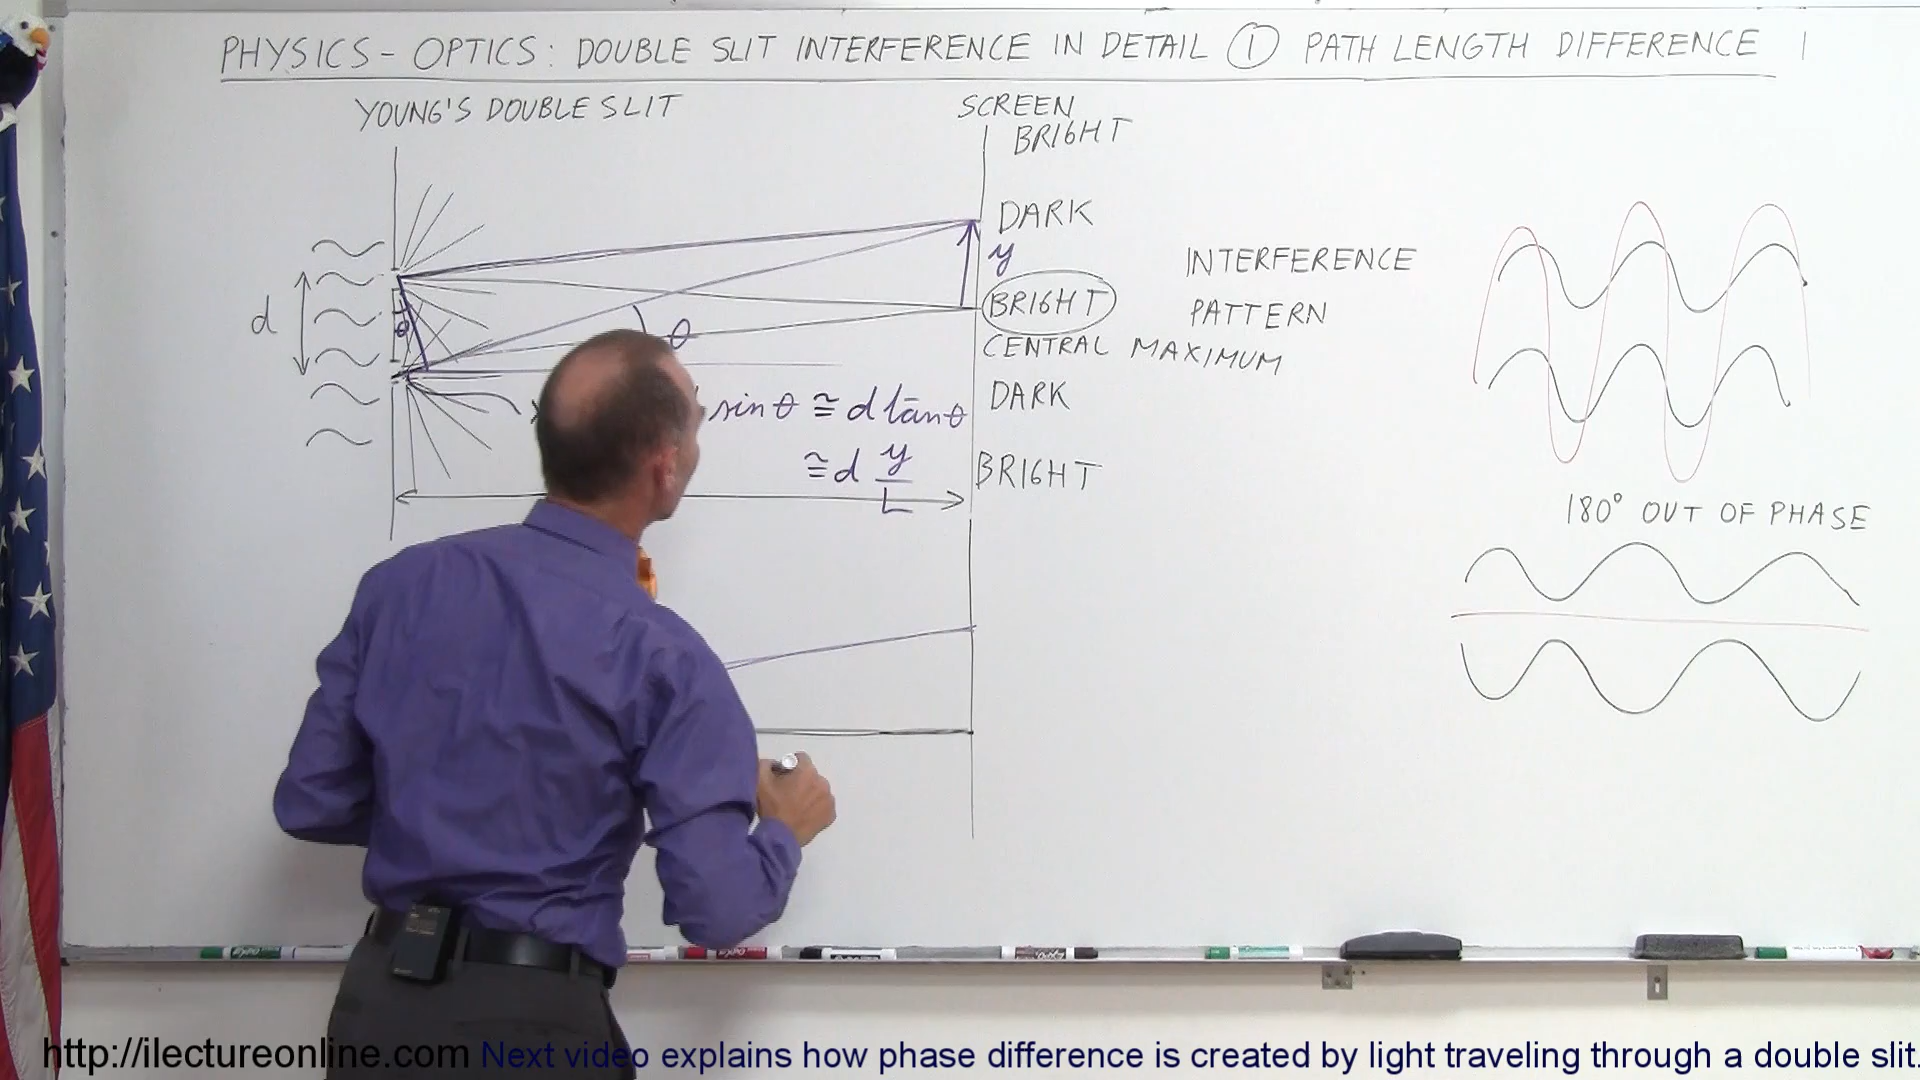 PHYSICS - OPTICS: DOUBLE SLIT INTERFERENCE IN DETAIL ① PATH LENGTH DIFFERENCE 1
YOUNG'S DOUBLE SLIT
SCREEN
BRIGHT
DARK
y
INTERFERENCE
BRIGHT
PATTERN
d
θ
θ
CENTRAL MAXIMUM
sin θ ≅ d tan θ
DARK
≅ d y/L
BRIGHT
180° OUT OF PHASE
http://ilectureonline.com Next video explains how phase difference is created by light traveling through a double slit.